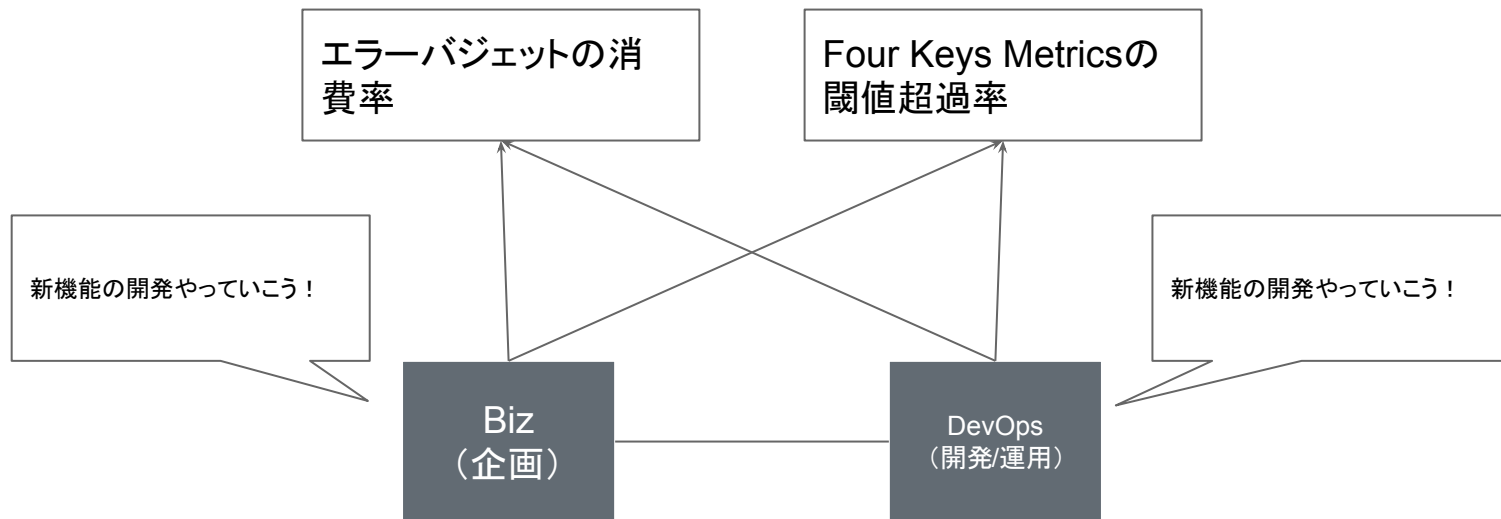 エラーバジェットの消
費率
Four Keys Metricsの
閾値超過率
新機能の開発やっていこう！
新機能の開発やっていこう！
Biz
（企画）
DevOps
（開発/運用）